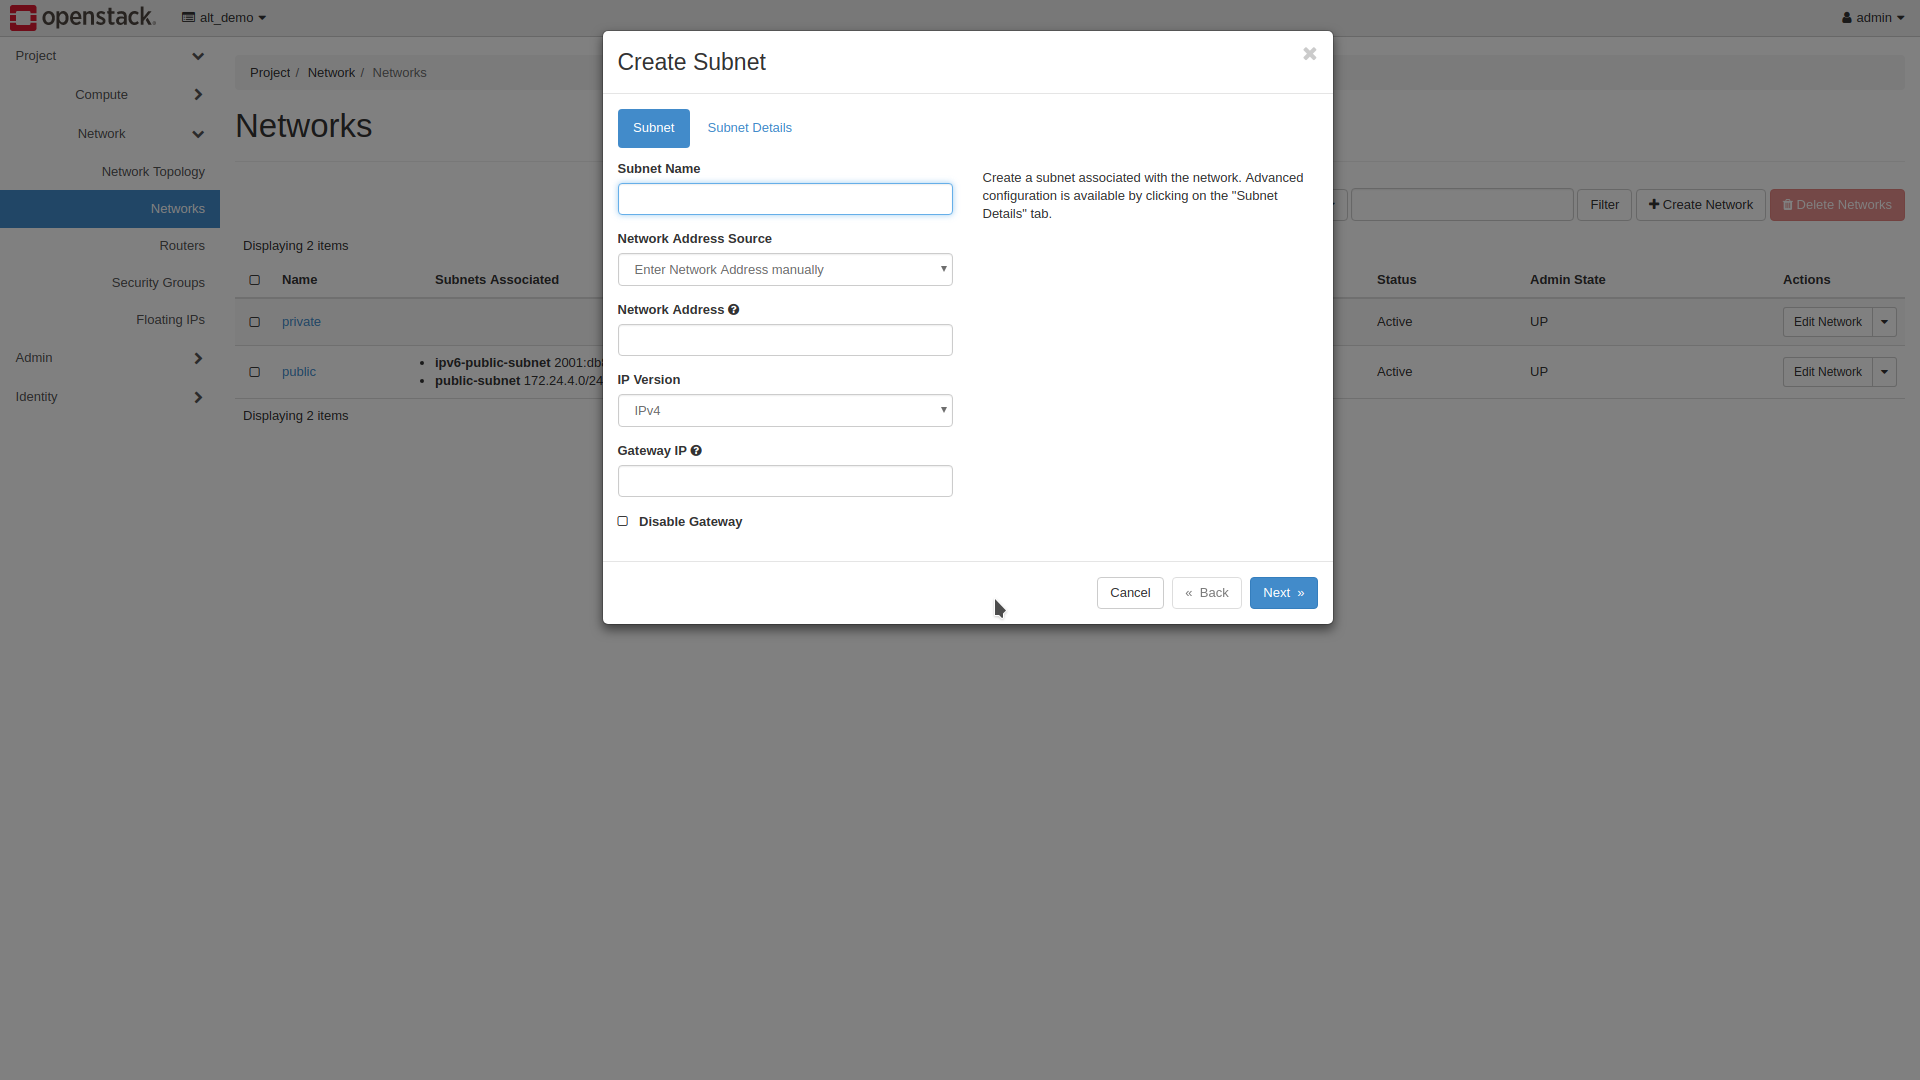 openstack.
alt_demo
admin
Project
Compute
Network
Network Topology
Networks
Routers
Security Groups
Floating IPs
Admin
Identity
Project / Network / Networks
Networks
Filter
Create Network
Delete Networks
Displaying 2 items
Name
Subnets Associated
Status
Admin State
Actions
private
Active
UP
Edit Network
public
ipv6-public-subnet 2001:db
public-subnet 172.24.4.0/24
Active
UP
Edit Network
Displaying 2 items
Create Subnet
Subnet
Subnet Details
Subnet Name
Network Address Source
Enter Network Address manually
Network Address
IP Version
IPv4
Gateway IP
Disable Gateway
Create a subnet associated with the network. Advanced
configuration is available by clicking on the "Subnet
Details" tab.
Cancel
« Back
Next »